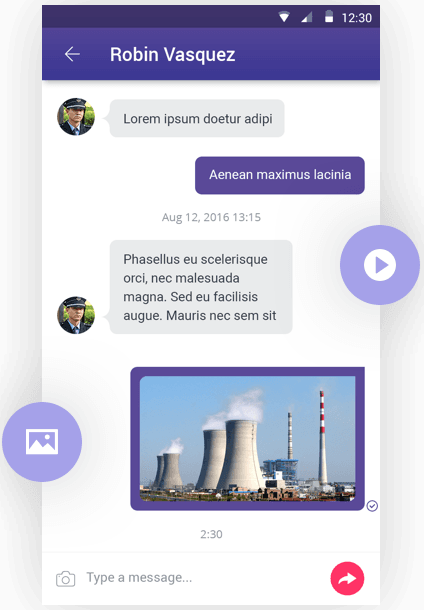 12:30
Robin Vasquez
Lorem ipsum doetur adipi
Aenean maximus lacinia
Aug 12, 2016 13:15
Phasellus eu scelerisque
orci, nec malesuada
magna. Sed eu facilisis
augue. Mauris nec sem sit
2:30
Type a message...